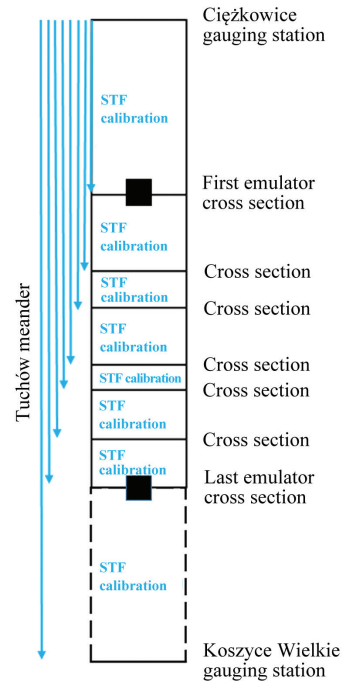 Ciężkowice
gauging station
STF
calibration
First emulator
cross section
STF
calibration
Cross section
STF
calibration
Cross section
STF
calibration
Cross section
STF calibration
Cross section
STF
calibration
Cross section
STF
calibration
Last emulator
cross section
STF
calibration
Koszyce Wielkie
gauging station
Tuchów meander